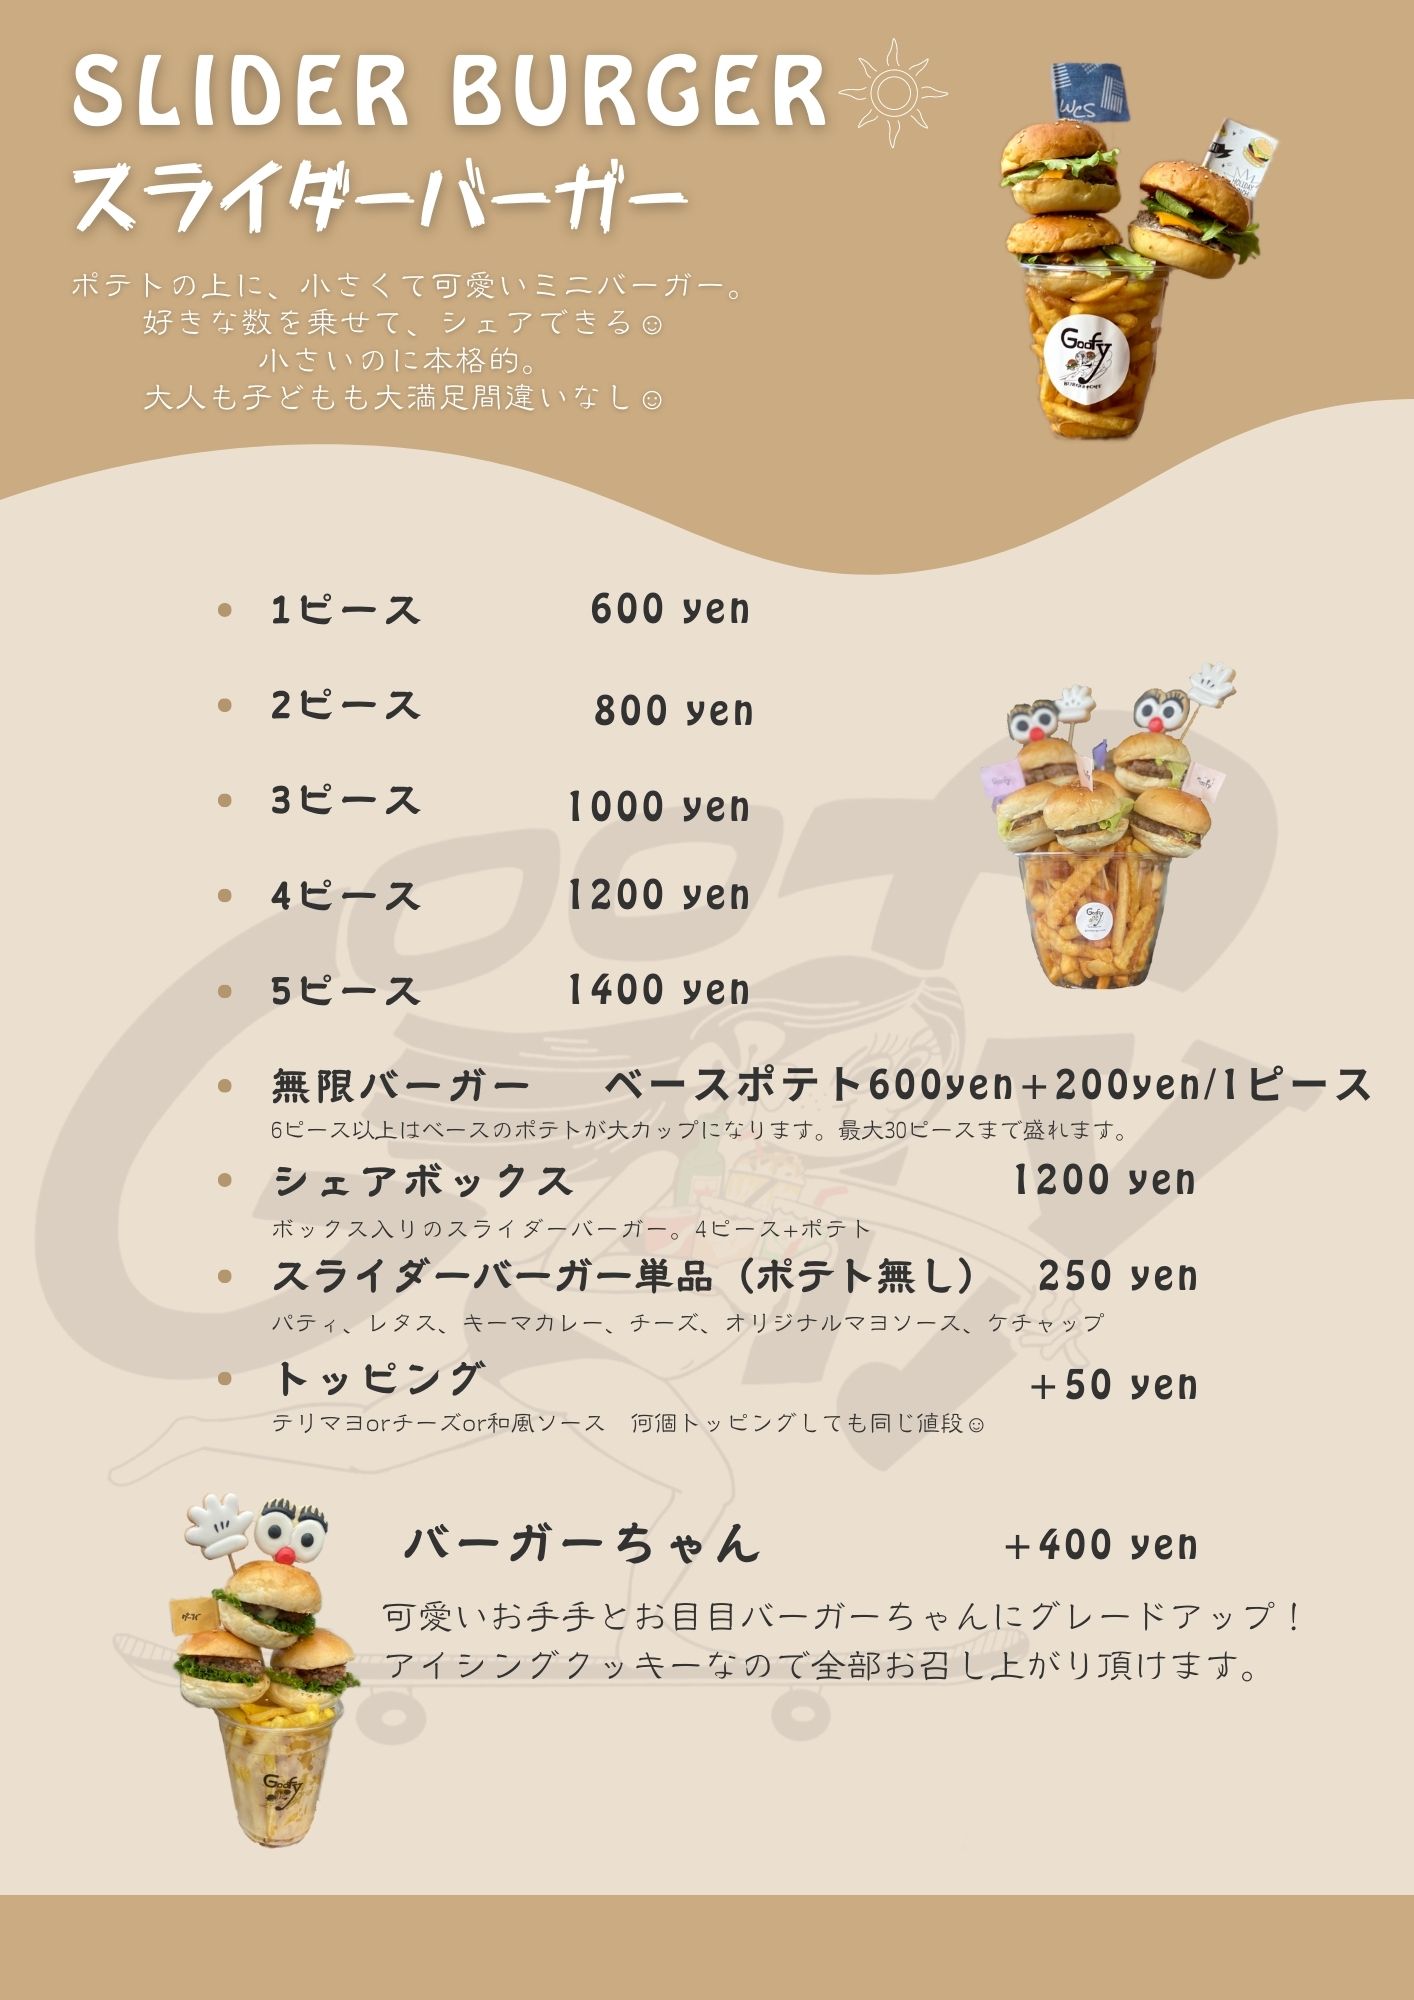 SLIDER BURGER
スライダーバーガー
ポテトの上に、小さくて可愛いミニバーガー。
好きな数を乗せて、シェアできる☺
小さいのに本格的。
大人も子どもも大満足間違いなし☺
WCS
HOLIDAY
Goofy
1ピース 600 yen
2ピース 800 yen
3ピース 1000 yen
4ピース 1200 yen
5ピース 1400 yen
Goofy
無限バーガー ベースポテト600yen+200yen/1ピース
6ピース以上はベースのポテトが大カップになります。最大30ピースまで盛れます。
シェアボックス 1200 yen
ボックス入りのスライダーバーガー。4ピース+ポテト
スライダーバーガー単品（ポテト無し） 250 yen
パティ、レタス、キーマカレー、チーズ、オリジナルマヨソース、ケチャップ
トッピング +50 yen
テリマヨorチーズor和風ソース　何個トッピングしても同じ値段☺
バーガーちゃん +400 yen
可愛いお手手とお目目バーガーちゃんにグレードアップ！
アイシングクッキーなので全部お召し上がり頂けます。
Goofy
Goofy